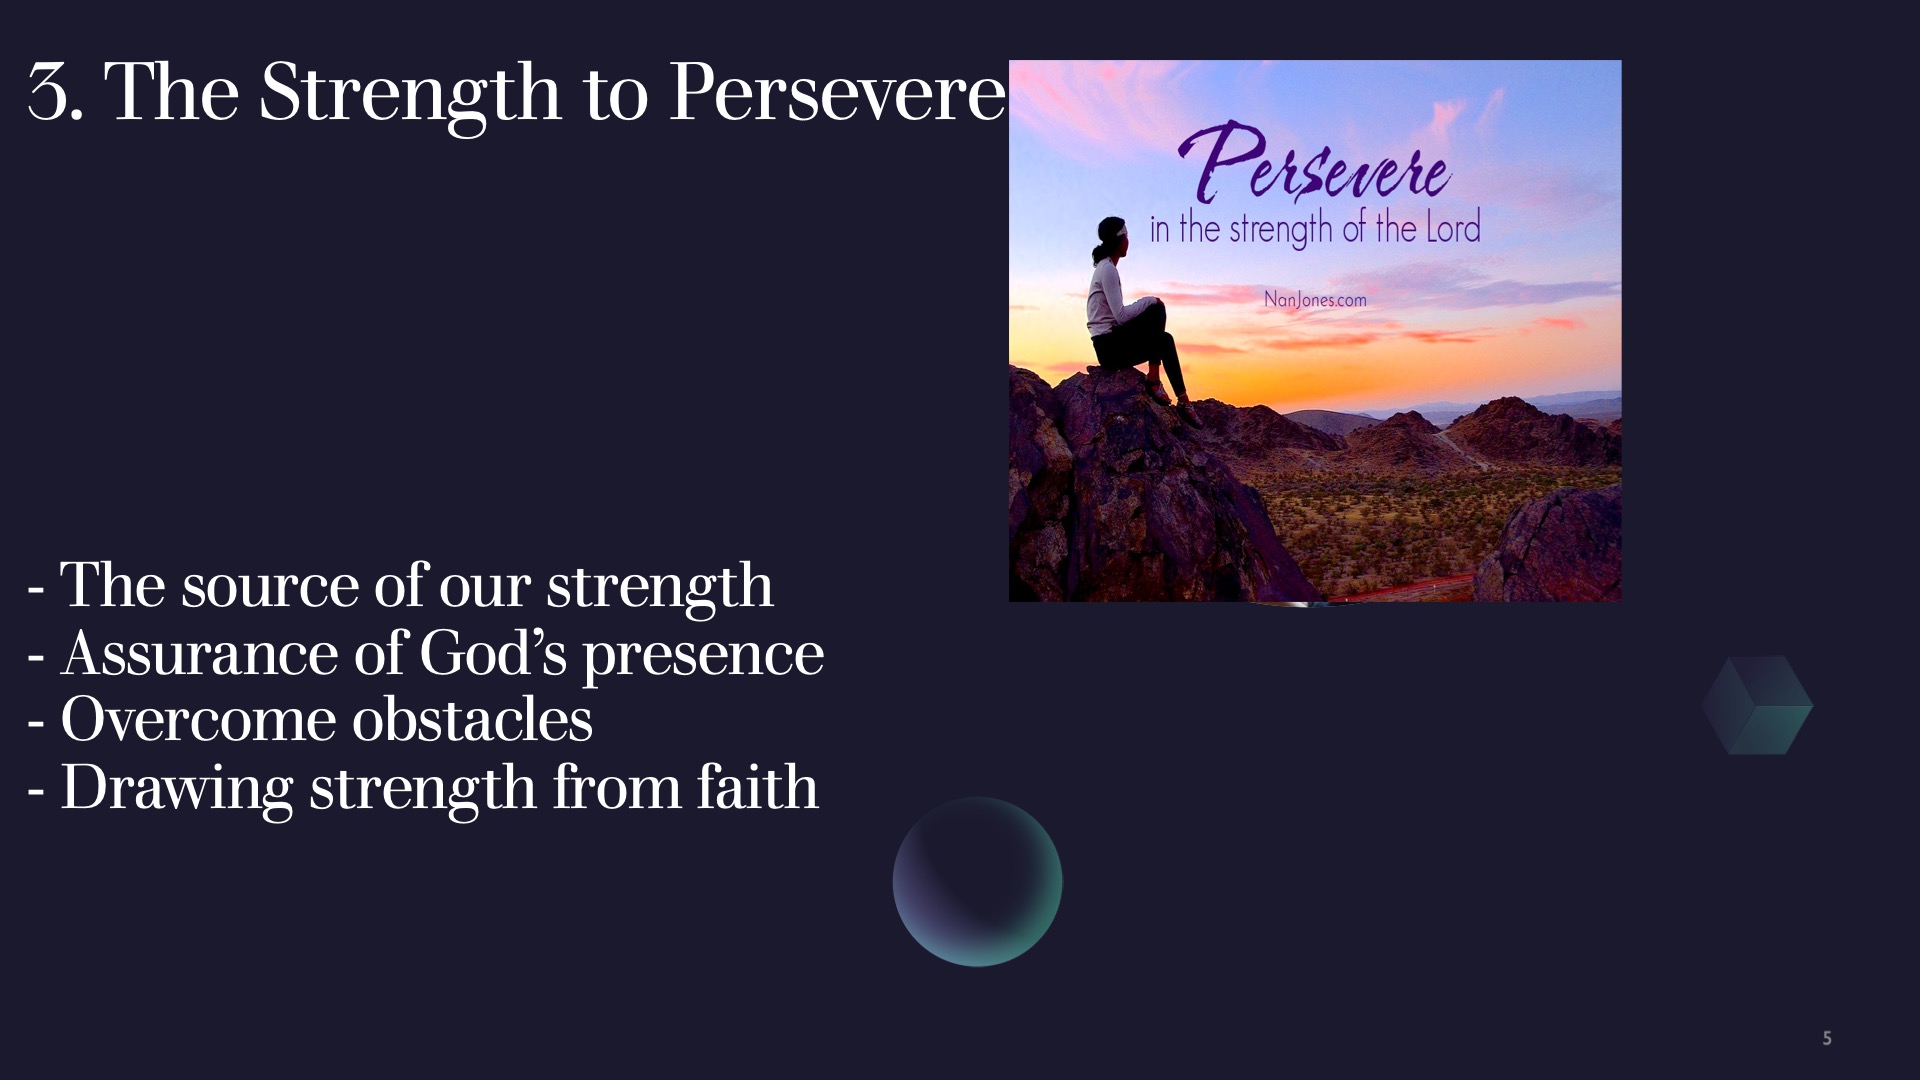 3. The Strength to Persevere
Persevere
in the strength of the Lord
NanJones.com
- The source of our strength
- Assurance of God’s presence
- Overcome obstacles
- Drawing strength from faith
5